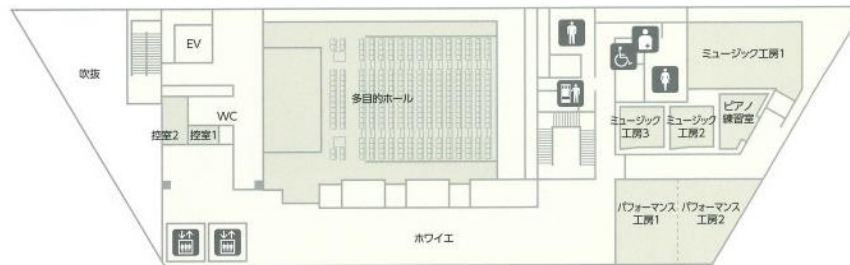 吹抜
EV
控室2
控室1
WC
多目的ホール
ホワイエ
ミュージック工房1
ミュージック
工房3
ミュージック
工房2
ピアノ
練習室
パフォーマンス
工房1
パフォーマンス
工房2